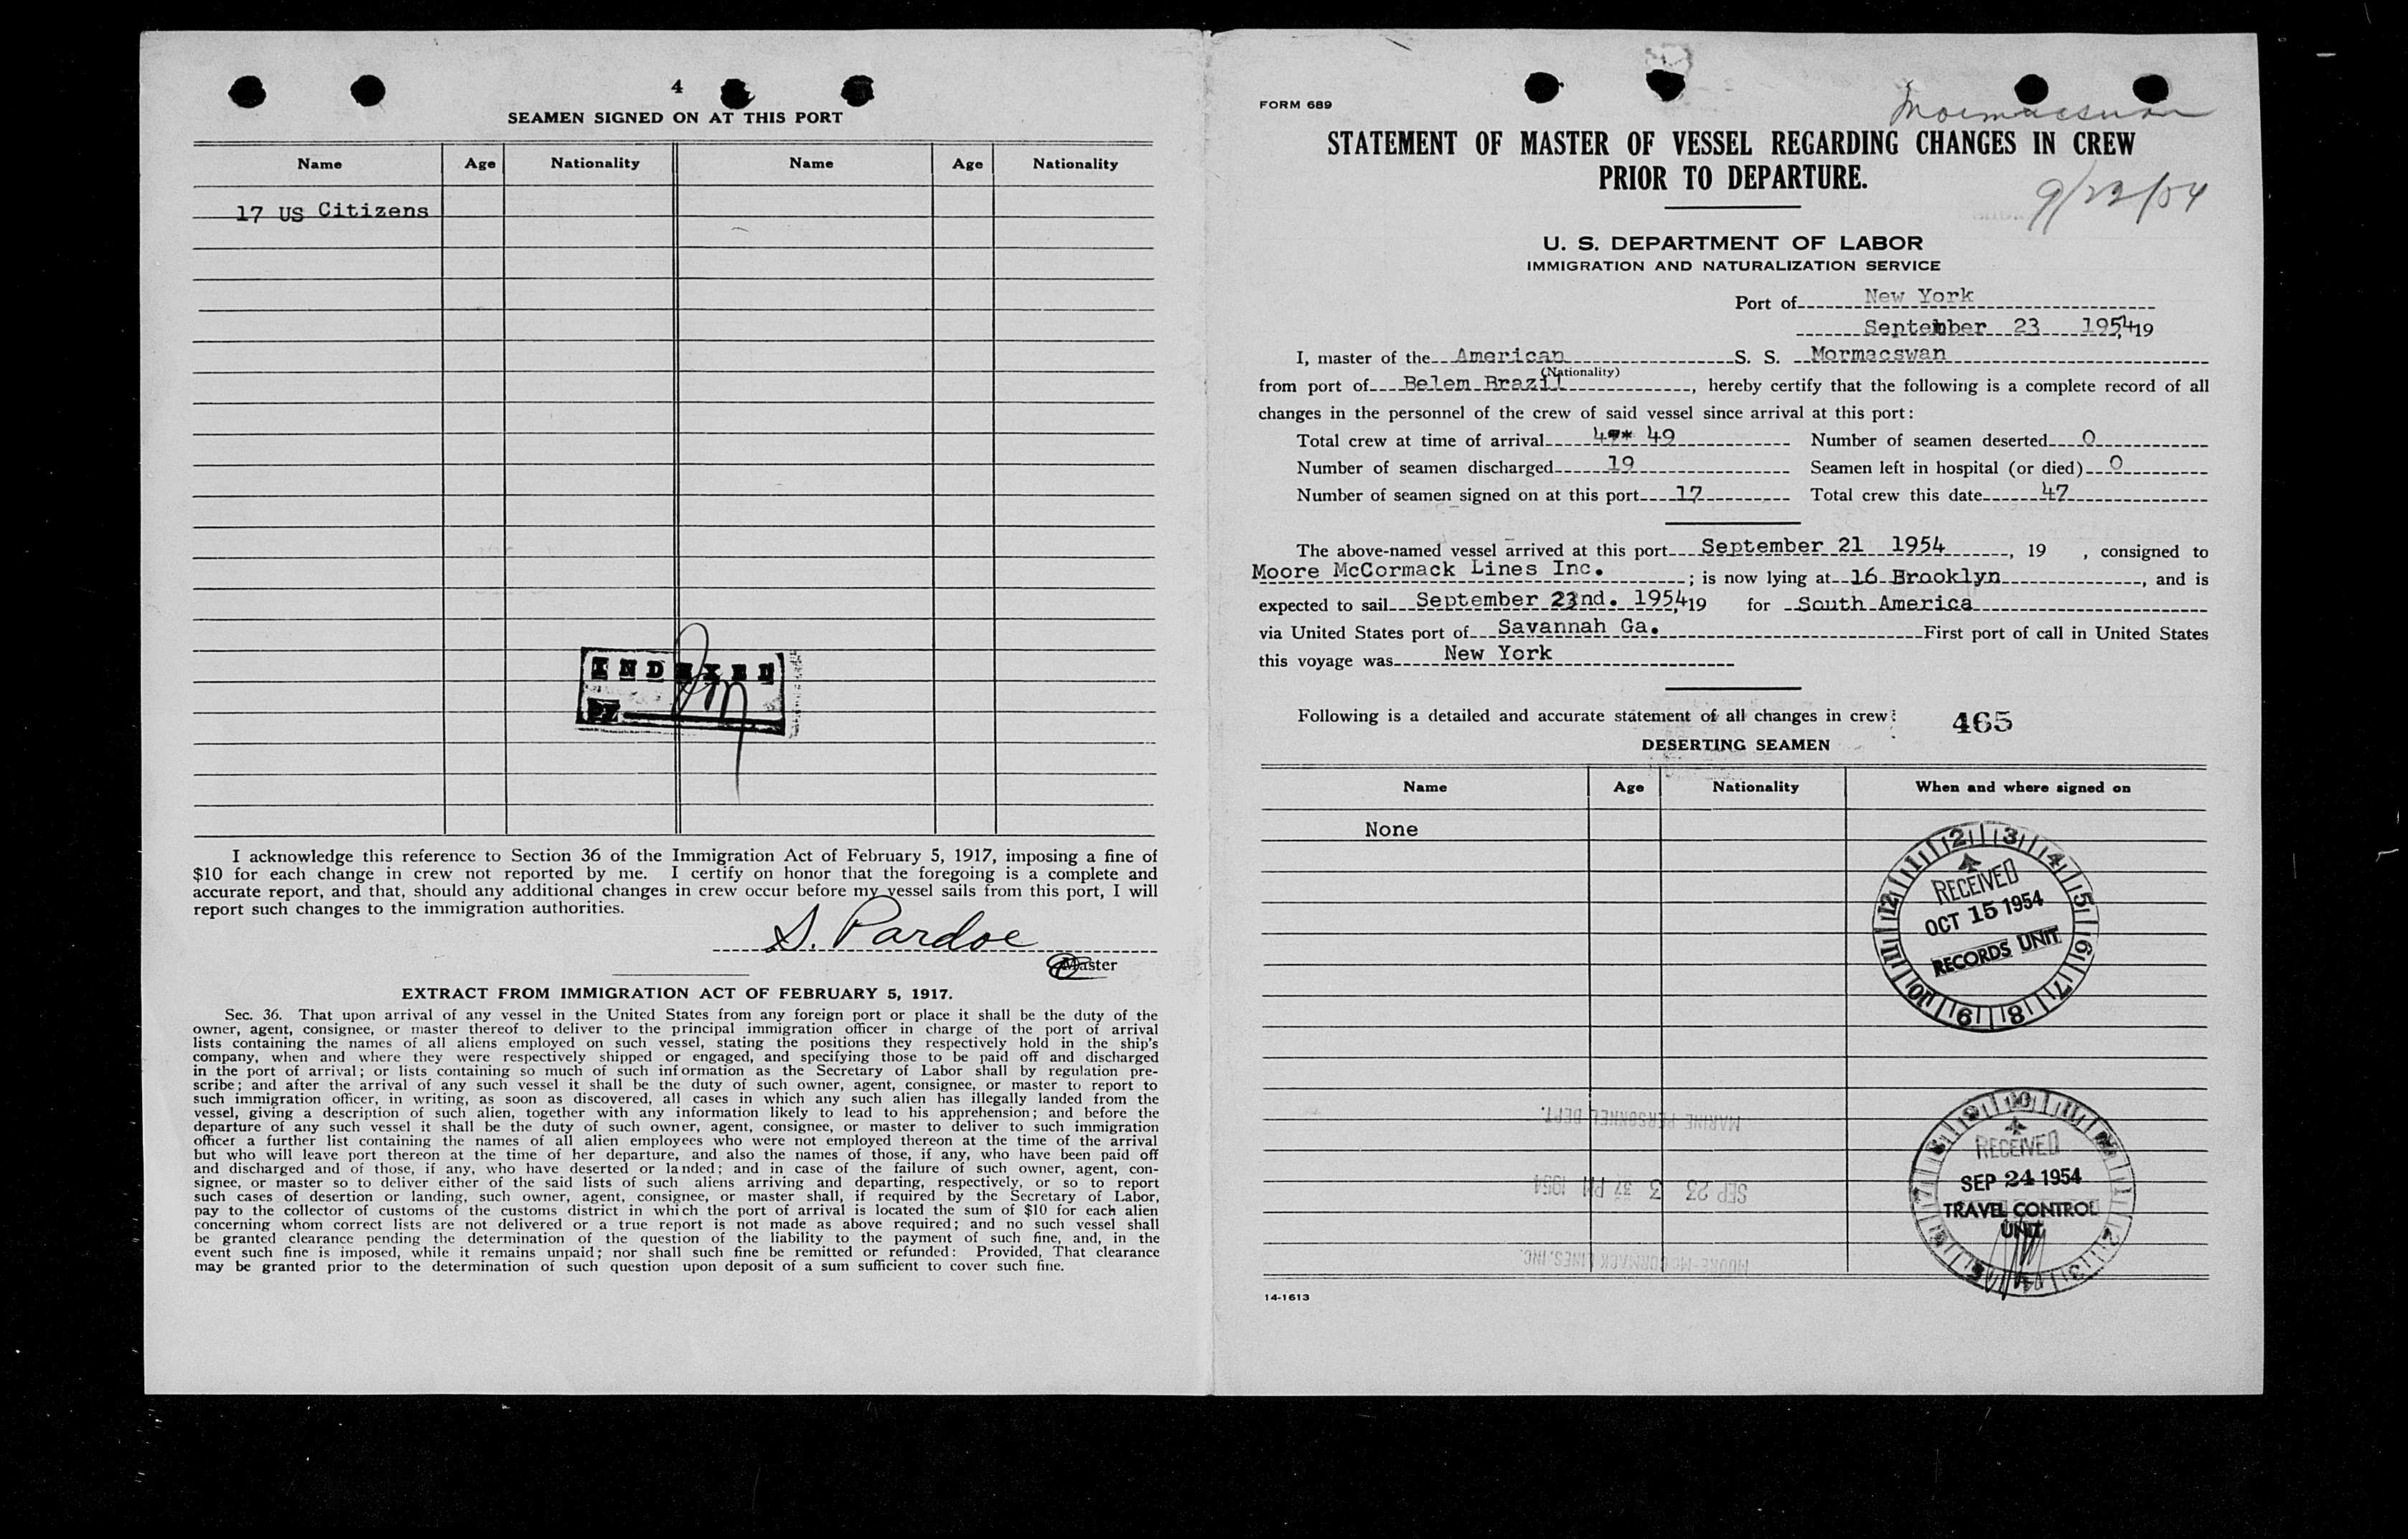 4
SEAMEN SIGNED ON AT THIS PORT
Name Age Nationality Name Age Nationality
17 US Citizens
INDEXED
I acknowledge this reference to Section 36 of the Immigration Act of February 5, 1917, imposing a fine of
$10 for each change in crew not reported by me. I certify on honor that the foregoing is a complete and
accurate report, and that, should any additional changes in crew occur before my vessel sails from this port, I will
report such changes to the immigration authorities.
S. Pardoe
Master
EXTRACT FROM IMMIGRATION ACT OF FEBRUARY 5, 1917.
Sec. 36. That upon arrival of any vessel in the United States from any foreign port or place it shall be the duty of the
owner, agent, consignee, or master thereof to deliver to the principal immigration officer in charge of the port of arrival
lists containing the names of all aliens employed on such vessel, stating the positions they respectively hold in the ship's
company, when and where they were respectively shipped or engaged, and specifying those to be paid off and discharged
in the port of arrival; or lists containing so much of such information as the Secretary of Labor shall by regulation pre-
scribe; and after the arrival of any such vessel it shall be the duty of such owner, agent, consignee, or master to report to
such immigration officer, in writing, as soon as discovered, all cases in which any such alien has illegally landed from the
vessel, giving a description of such alien, together with any information likely to lead to his apprehension; and before the
departure of any such vessel it shall be the duty of such owner, agent, consignee, or master to deliver to such immigration
officer a further list containing the names of all alien employees who were not employed thereon at the time of the arrival
but who will leave port thereon at the time of her departure, and also the names of those, if any, who have been paid off
and discharged and of those, if any, who have deserted or landed; and in case of the failure of such owner, agent, con-
signee, or master so to deliver either of the said lists of such aliens arriving and departing, respectively, or so to report
such cases of desertion or landing, such owner, agent, consignee, or master shall, if required by the Secretary of Labor,
pay to the collector of customs of the customs district in which the port of arrival is located the sum of $10 for each alien
concerning whom correct lists are not delivered or a true report is not made as above required; and no such vessel shall
be granted clearance pending the determination of the question of the liability to the payment of such fine, and, in the
event such fine is imposed, while it remains unpaid; nor shall such fine be remitted or refunded: Provided, That clearance
may be granted prior to the determination of such question upon deposit of a sum sufficient to cover such fine.
FORM 689
Mormacswan
STATEMENT OF MASTER OF VESSEL REGARDING CHANGES IN CREW
PRIOR TO DEPARTURE.
9/23/54
U. S. DEPARTMENT OF LABOR
IMMIGRATION AND NATURALIZATION SERVICE
Port of New York
September 23 1954, 19
I, master of the American S. S. Mormacswan
(Nationality)
from port of Belem Brazil, hereby certify that the following is a complete record of all
changes in the personnel of the crew of said vessel since arrival at this port:
Total crew at time of arrival 49 Number of seamen deserted 0
Number of seamen discharged 19 Seamen left in hospital (or died) 0
Number of seamen signed on at this port 17 Total crew this date 47
The above-named vessel arrived at this port September 21 1954, 19 , consigned to
Moore McCormack Lines Inc. ; is now lying at 16 Brooklyn, and is
expected to sail September 23nd. 1954, 19 for South America
via United States port of Savannah Ga. First port of call in United States
this voyage was New York
Following is a detailed and accurate statement of all changes in crew:
465
DESERTING SEAMEN
Name Age Nationality When and where signed on
None
RECEIVED
OCT 15 1954
RECORDS UNIT
MARINE PERSONNEL DEPT.
SEP 23 3 37 PM 1954
MOORE-McCORMACK LINES, INC.
RECEIVED
SEP 24 1954
TRAVEL CONTROL
UNIT
14-1613